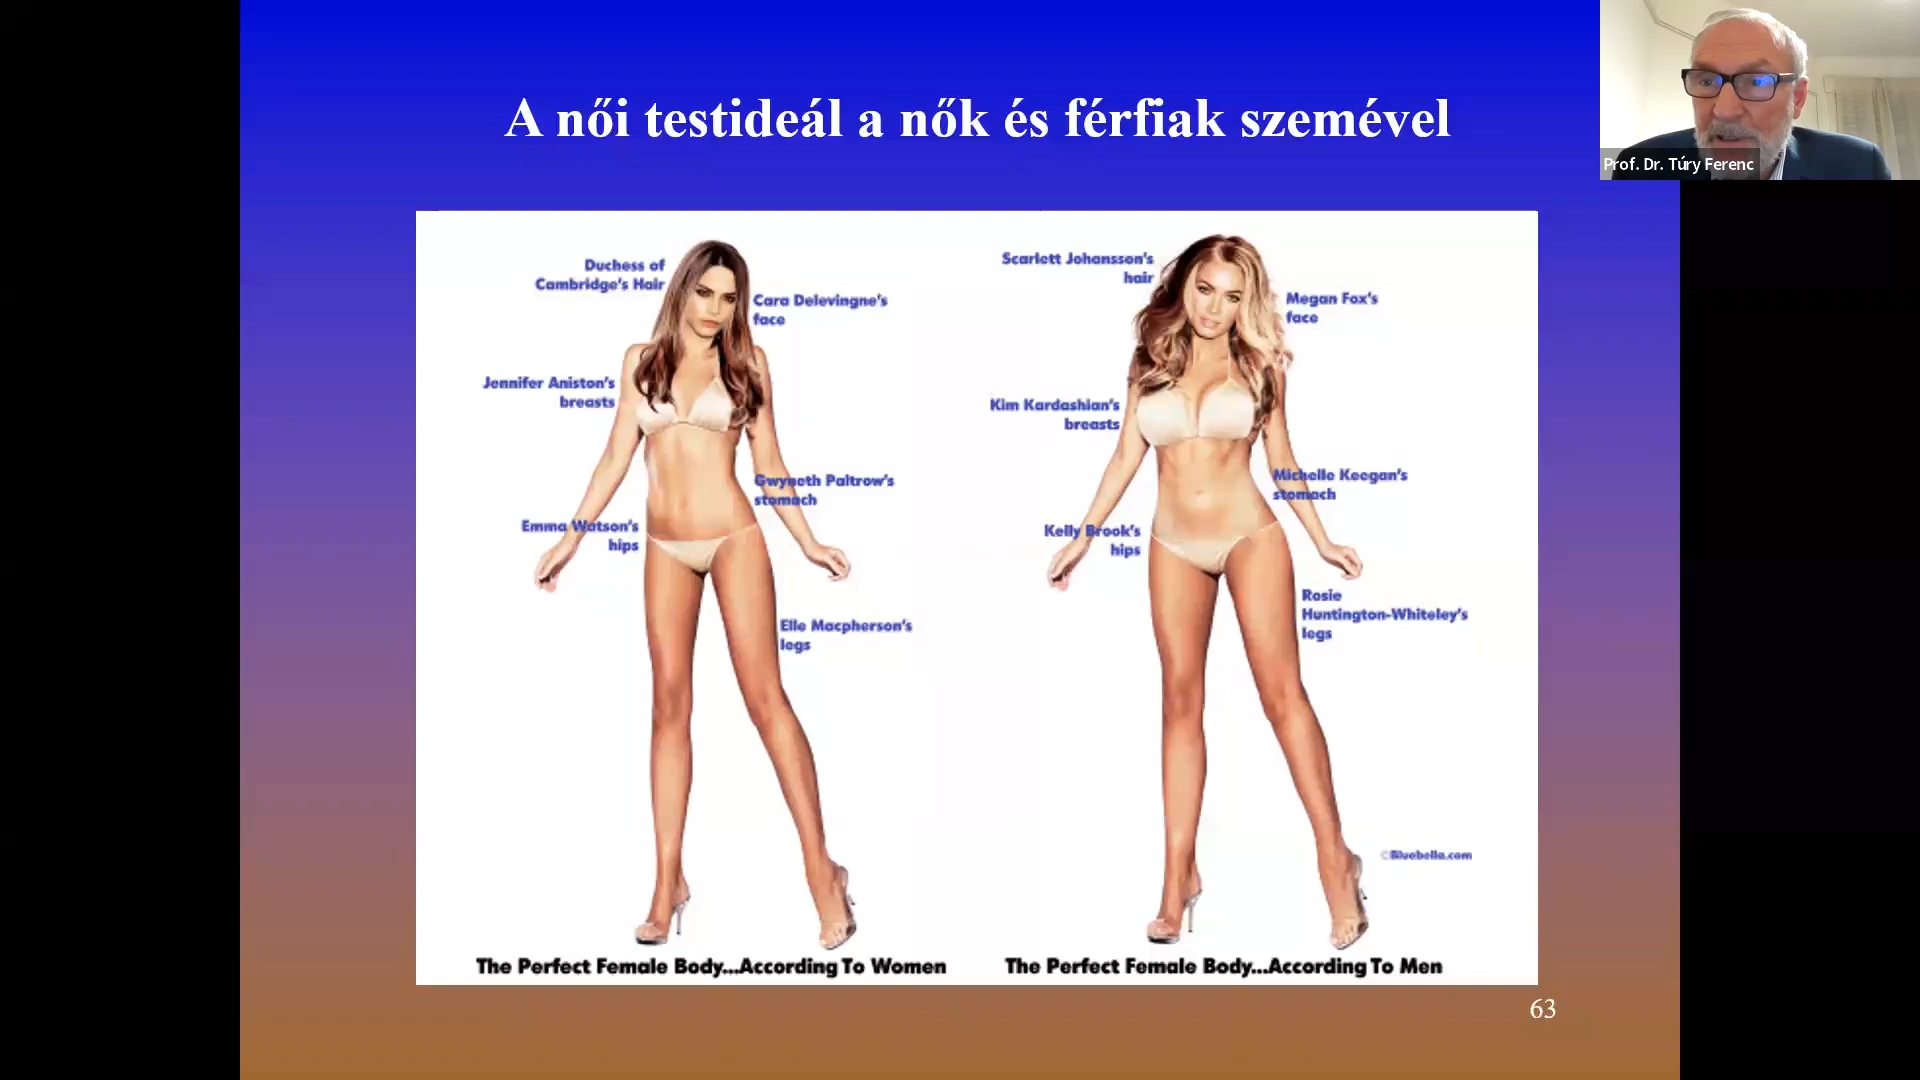 A női testideál a nők és férfiak szemével
Prof. Dr. Túry Ferenc
Duchess of
Cambridge's Hair
Cara Delevingne's
face
Jennifer Aniston's
breasts
Gwyneth Paltrow's
stomach
Emma Watson's
hips
Elle Macpherson's
legs
The Perfect Female Body...According To Women
Scarlett Johansson's
hair
Megan Fox's
face
Kim Kardashian's
breasts
Michelle Keegan's
stomach
Kelly Brook's
hips
Rosie
Huntington-Whiteley's
legs
©Bluebella.com
The Perfect Female Body...According To Men
63